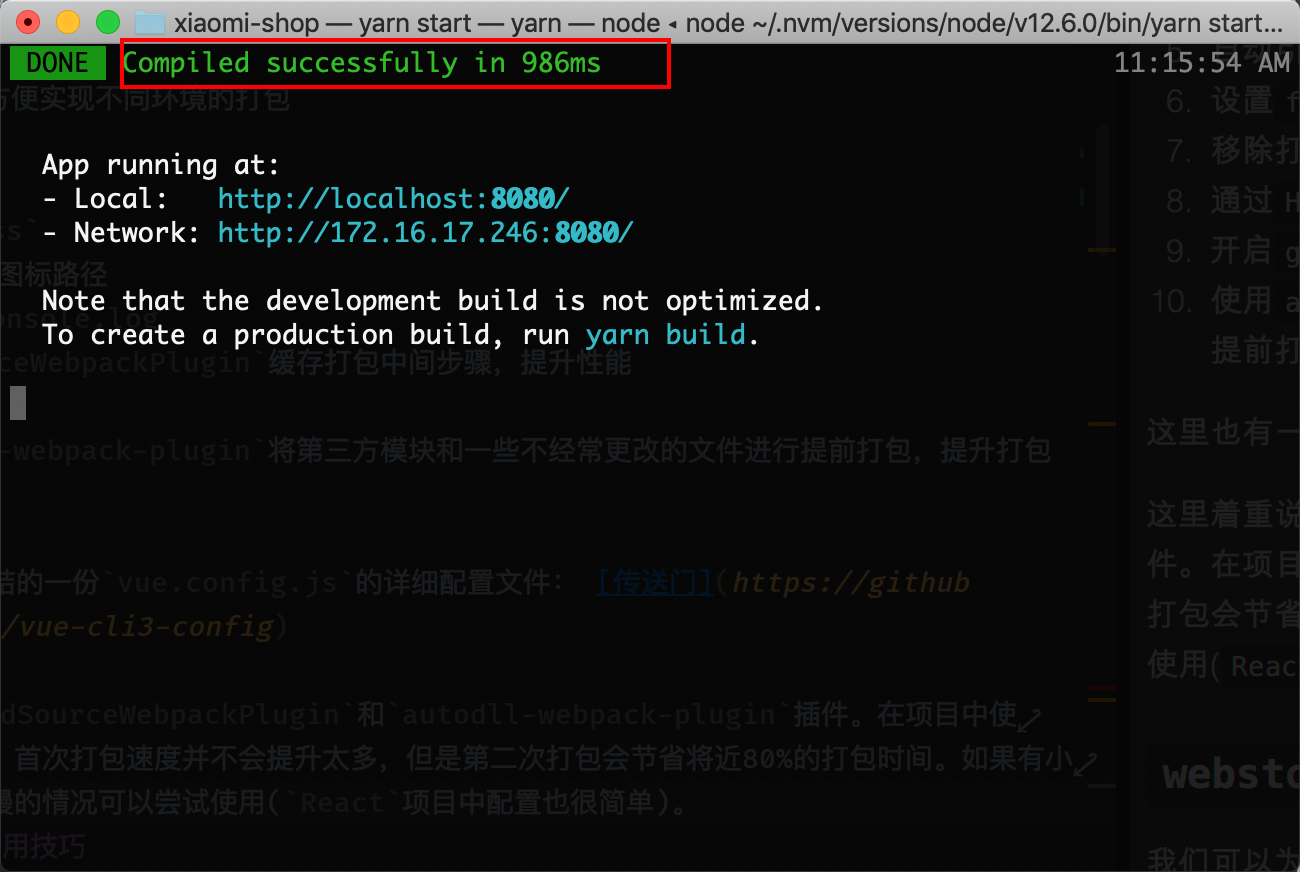 xiaomi-shop — yarn start — yarn — node ◂ node ~/.nvm/versions/node/v12.6.0/bin/yarn start...
DONE Compiled successfully in 986ms 11:15:54 AM
方便实现不同环境的打包
6. 设置
7. 移除打
App running at:
- Local: http://localhost:8080/
8. 通过 H
- Network: http://172.16.17.246:8080/
ss`
9. 开启 g
图标路径
Note that the development build is not optimized.
10. 使用 a
onsole.log
To create a production build, run yarn build.
提前打
ceWebpackPlugin`缓存打包中间步骤，提升性能
这里也有一
-webpack-plugin`将第三方模块和一些不经常更改的文件进行提前打包，提升打包
这里着重说
件。在项目
结的一份`vue.config.js`的详细配置文件： [传送门](https://github
打包会节省
/vue-cli3-config)
使用( Reac
dSourceWebpackPlugin`和`autodll-webpack-plugin`插件。在项目中使
首次打包速度并不会提升太多，但是第二次打包会节省将近80%的打包时间。如果有小
websto
慢的情况可以尝试使用(`React`项目中配置也很简单)。
用技巧
我们可以为